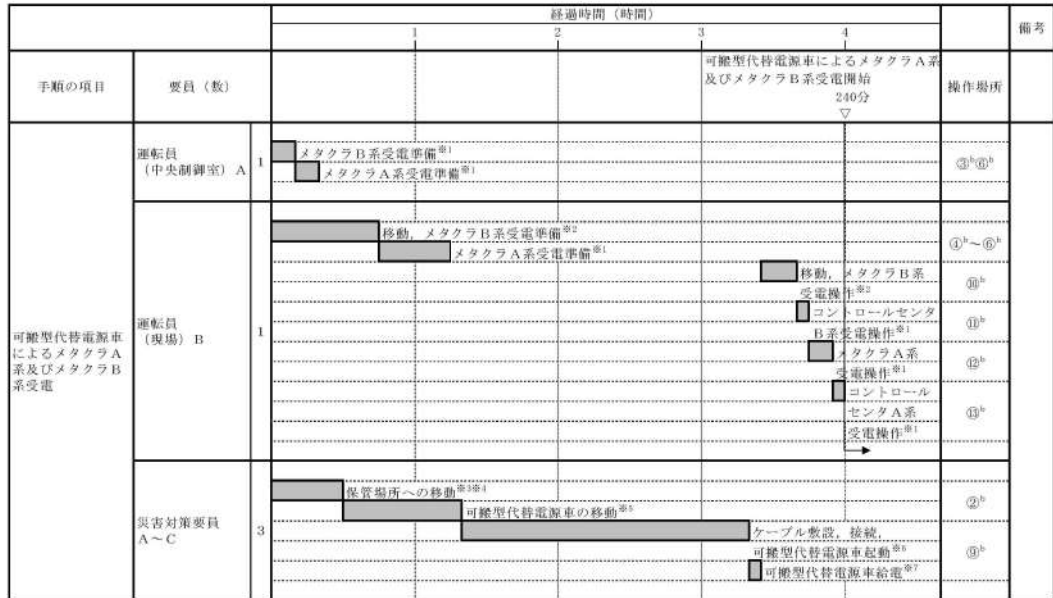 経過時間（時間）
備考
1
2
3
4
手順の項目
要員（数）
可搬型代替電源車によるメタクラＡ系
及びメタクラＢ系受電開始
240分
▽
操作場所
可搬型代替電源車
によるメタクラＡ
系及びメタクラＢ
系受電
運転員
（中央制御室）Ａ
1
メタクラＢ系受電準備※1
メタクラＡ系受電準備※1
③ｂ⑥ｂ
運転員
（現場）Ｂ
1
移動，メタクラＢ系受電準備※2
メタクラＡ系受電準備※1
④ｂ～⑥ｂ
移動，メタクラＢ系
受電操作※2
⑩ｂ
コントロールセンタ
Ｂ系受電操作※1
⑪ｂ
メタクラＡ系
受電操作※1
⑫ｂ
コントロール
センタＡ系
受電操作※1
⑬ｂ
災害対策要員
Ａ～Ｃ
3
保管場所への移動※3※4
可搬型代替電源車の移動※5
②ｂ
ケーブル敷設，接続，
可搬型代替電源車起動※6
可搬型代替電源車給電※7
⑨ｂ